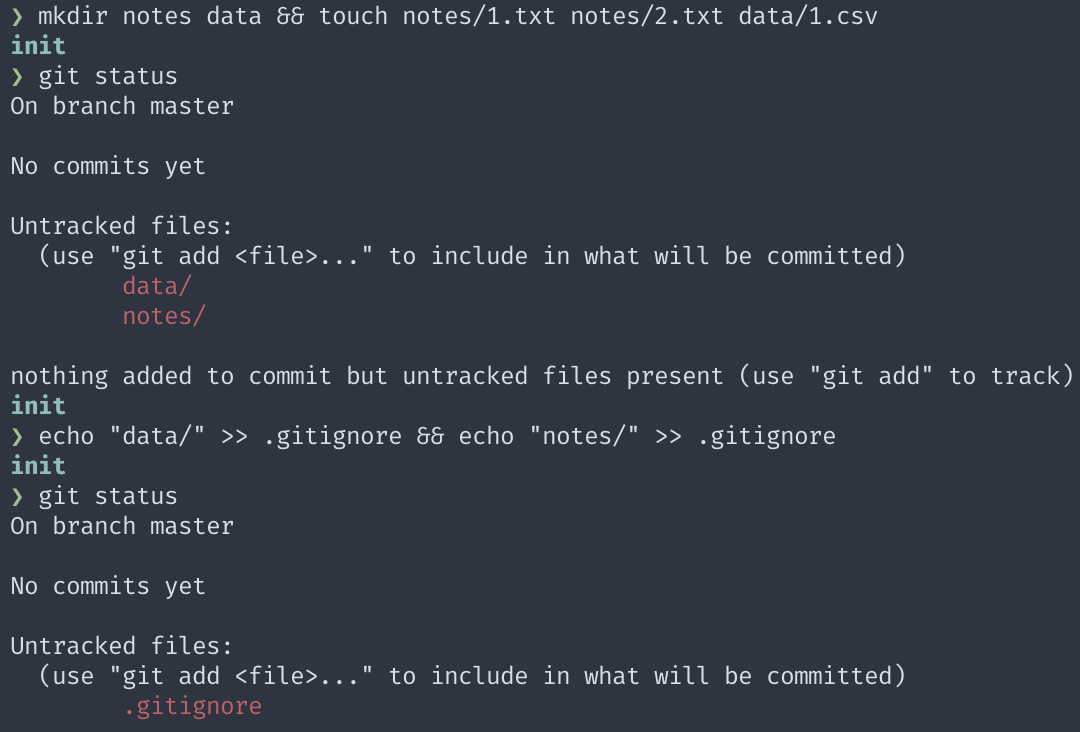 ❯ mkdir notes data && touch notes/1.txt notes/2.txt data/1.csv
init
❯ git status
On branch master

No commits yet

Untracked files:
  (use "git add <file>..." to include in what will be committed)
        data/
        notes/

nothing added to commit but untracked files present (use "git add" to track)
init
❯ echo "data/" >> .gitignore && echo "notes/" >> .gitignore
init
❯ git status
On branch master

No commits yet

Untracked files:
  (use "git add <file>..." to include in what will be committed)
        .gitignore